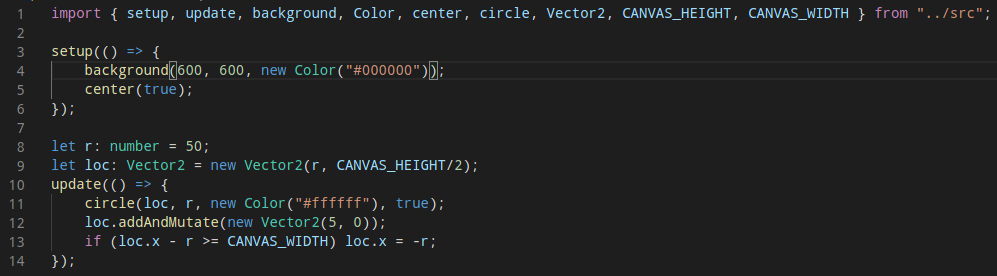 1 import { setup, update, background, Color, center, circle, Vector2, CANVAS_HEIGHT, CANVAS_WIDTH } from "../src";
2
3 setup(() => {
4     background(600, 600, new Color("#000000"));
5     center(true);
6 });
7
8 let r: number = 50;
9 let loc: Vector2 = new Vector2(r, CANVAS_HEIGHT/2);
10 update(() => {
11     circle(loc, r, new Color("#ffffff"), true);
12     loc.addAndMutate(new Vector2(5, 0));
13     if (loc.x - r >= CANVAS_WIDTH) loc.x = -r;
14 });